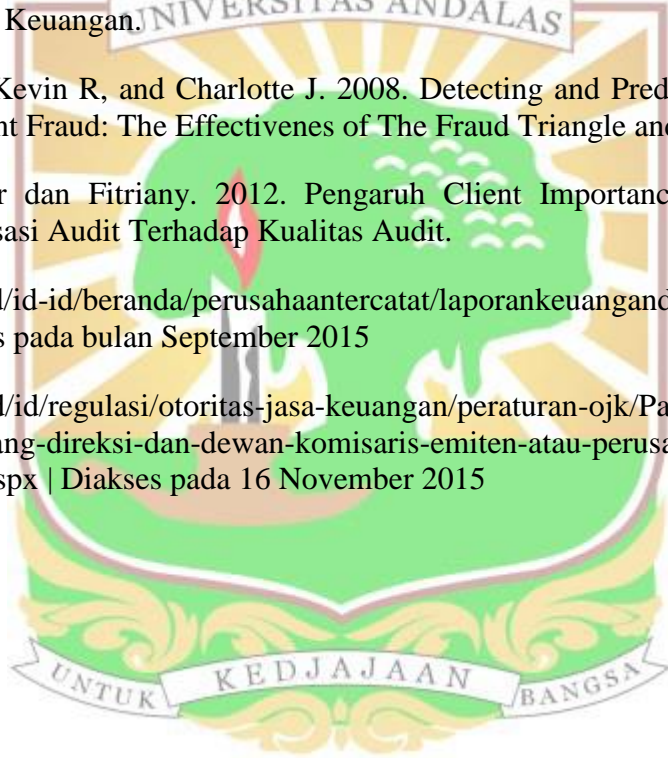 UNIVERSITAS ANDALAS
Keuangan.
Kevin R, and Charlotte J. 2008. Detecting and Pred
nt Fraud: The Effectivenes of The Fraud Triangle and
r dan Fitriany. 2012. Pengaruh Client Importanc
sasi Audit Terhadap Kualitas Audit.
d/id-id/beranda/perusahaantercatat/laporankeuangand
s pada bulan September 2015
d/id/regulasi/otoritas-jasa-keuangan/peraturan-ojk/Pa
ang-direksi-dan-dewan-komisaris-emiten-atau-perusa
spx | Diakses pada 16 November 2015
UNTUK KEDJAJAAN BANGSA